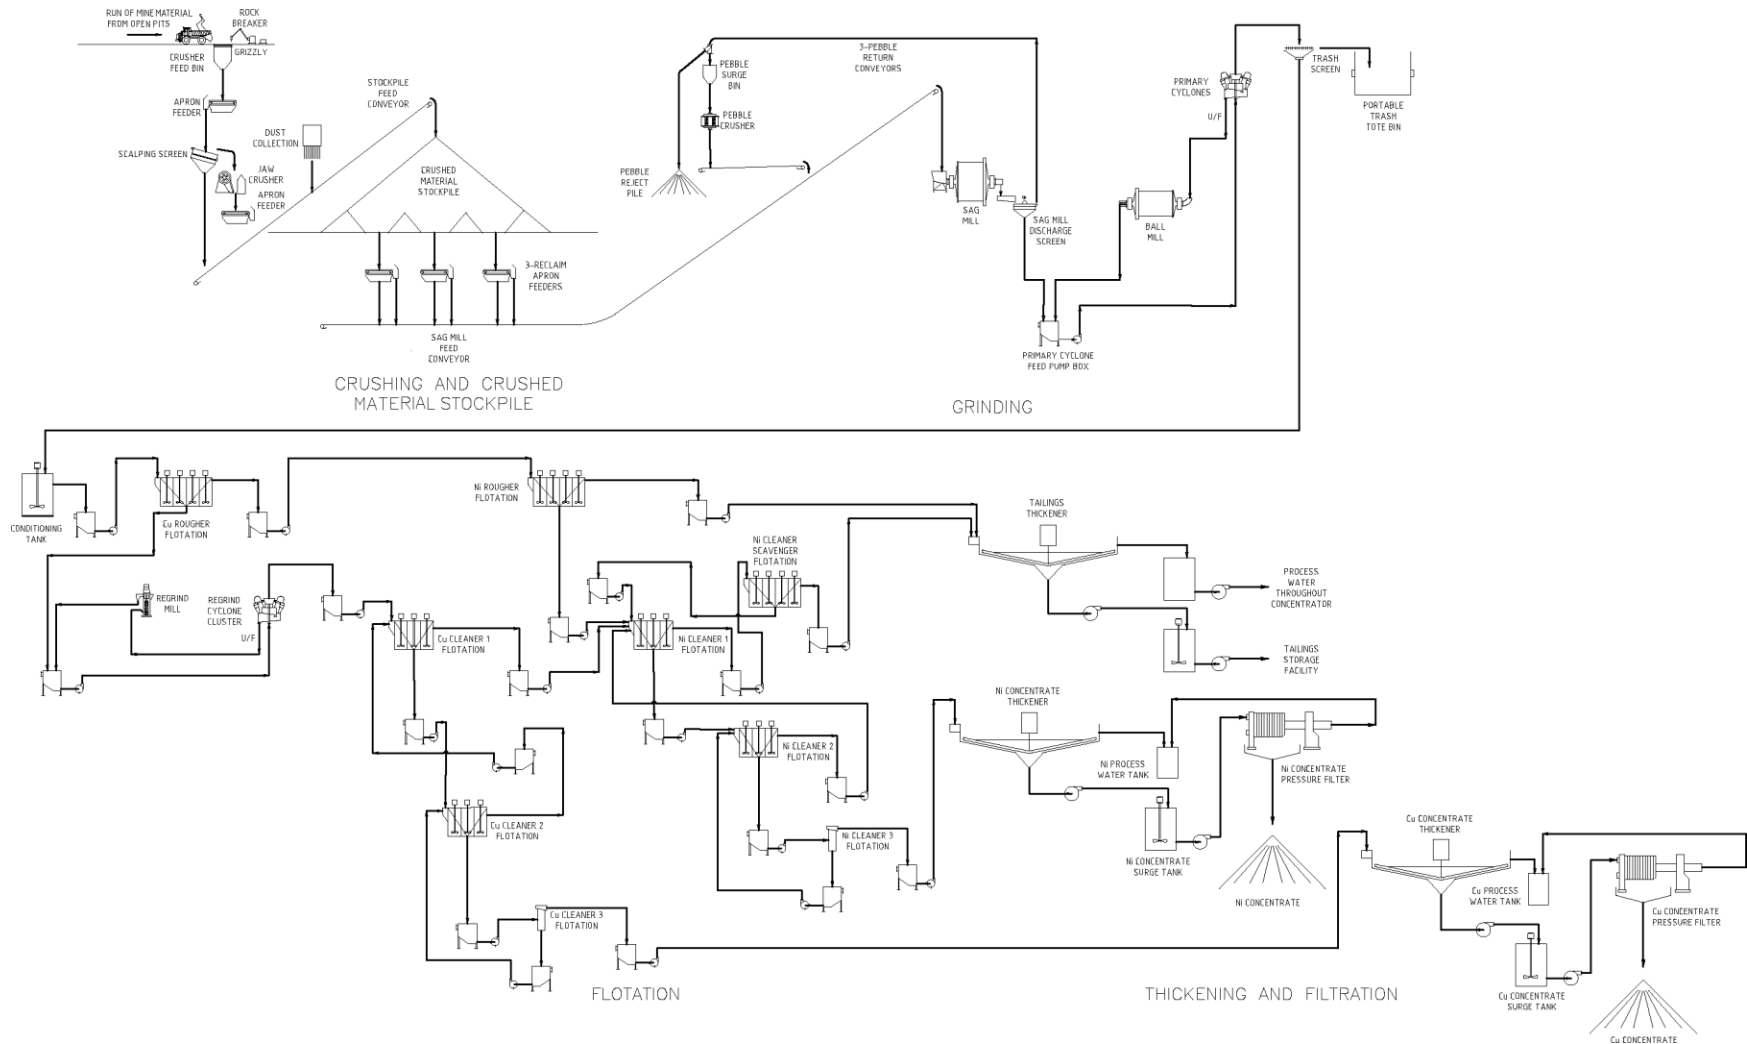 RUN OF MINE MATERIAL
FROM OPEN PITS
ROCK
BREAKER
GRIZZLY
CRUSHER
FEED BIN
APRON
FEEDER
SCALPING SCREEN
JAW
CRUSHER
APRON
FEEDER
DUST
COLLECTION
STOCKPILE
FEED
CONVEYOR
CRUSHED
MATERIAL
STOCKPILE
3-RECLAIM
APRON
FEEDERS
SAG MILL
FEED
CONVEYOR
CRUSHING AND CRUSHED
MATERIAL STOCKPILE
PEBBLE
SURGE
BIN
PEBBLE
CRUSHER
PEBBLE
REJECT
PILE
3-PEBBLE
RETURN
CONVEYORS
SAG
MILL
SAG MILL
DISCHARGE
SCREEN
PRIMARY
CYCLONES
U/F
BALL
MILL
TRASH
SCREEN
PORTABLE
TRASH
TOTE BIN
PRIMARY CYCLONE
FEED PUMP BOX
GRINDING
CONDITIONING
TANK
Cu ROUGHER
FLOTATION
Ni ROUGHER
FLOTATION
REGRIND
MILL
REGRIND
CYCLONE
CLUSTER
U/F
Cu CLEANER 1
FLOTATION
Ni CLEANER
SCAVENGER
FLOTATION
Ni CLEANER 1
FLOTATION
Cu CLEANER 2
FLOTATION
Ni CLEANER 2
FLOTATION
Ni CLEANER 3
FLOTATION
Cu CLEANER 3
FLOTATION
FLOTATION
TAILINGS
THICKENER
PROCESS
WATER
THROUGHOUT
CONCENTRATOR
TAILINGS
STORAGE
FACILITY
Ni CONCENTRATE
THICKENER
Ni PROCESS
WATER TANK
Ni CONCENTRATE
PRESSURE FILTER
Ni CONCENTRATE
SURGE TANK
Ni CONCENTRATE
Cu CONCENTRATE
THICKENER
Cu PROCESS
WATER TANK
Cu CONCENTRATE
PRESSURE FILTER
Cu CONCENTRATE
SURGE TANK
Cu CONCENTRATE
THICKENING AND FILTRATION